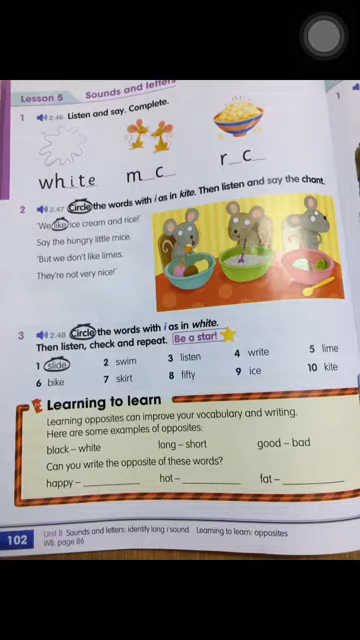 Lesson 5 Sounds and letters
1 2.46 Listen and say. Complete.
white m_c_ r_c_
2 2.47 Circle the words with i as in kite. Then listen and say the chant.
'We like ice cream and rice!'
Say the hungry little mice.
'But we don't like limes.
They're not very nice!'
3 2.48 Circle the words with i as in white.
Then listen, check and repeat. Be a star!
1 slide 2 swim 3 listen 4 write 5 lime
6 bike 7 skirt 8 fifty 9 ice 10 kite
Learning to learn
Learning opposites can improve your vocabulary and writing.
Here are some examples of opposites:
black – white long – short good – bad
Can you write the opposite of these words?
happy – ________ hot – ________ fat – ________
102 Unit 8 Sounds and letters: identify long i sound Learning to learn: opposites
WB: page 86
1